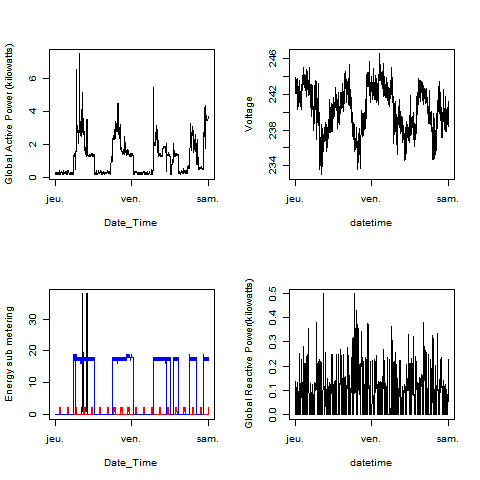 Global Active Power (kilowatts)
6
4
2
0
jeu.
ven.
sam.
Date_Time
Voltage
246
242
238
234
jeu.
ven.
sam.
datetime
Energy sub metering
30
20
10
0
jeu.
ven.
sam.
Date_Time
Global Reactive Power(kilowatts)
0.5
0.4
0.3
0.2
0.1
0.0
jeu.
ven.
sam.
datetime